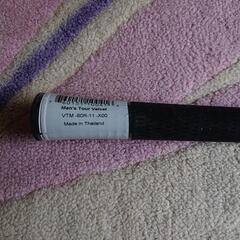 Men's Tour Velvet
VTM -60R-11 -X00
Made in Thailand